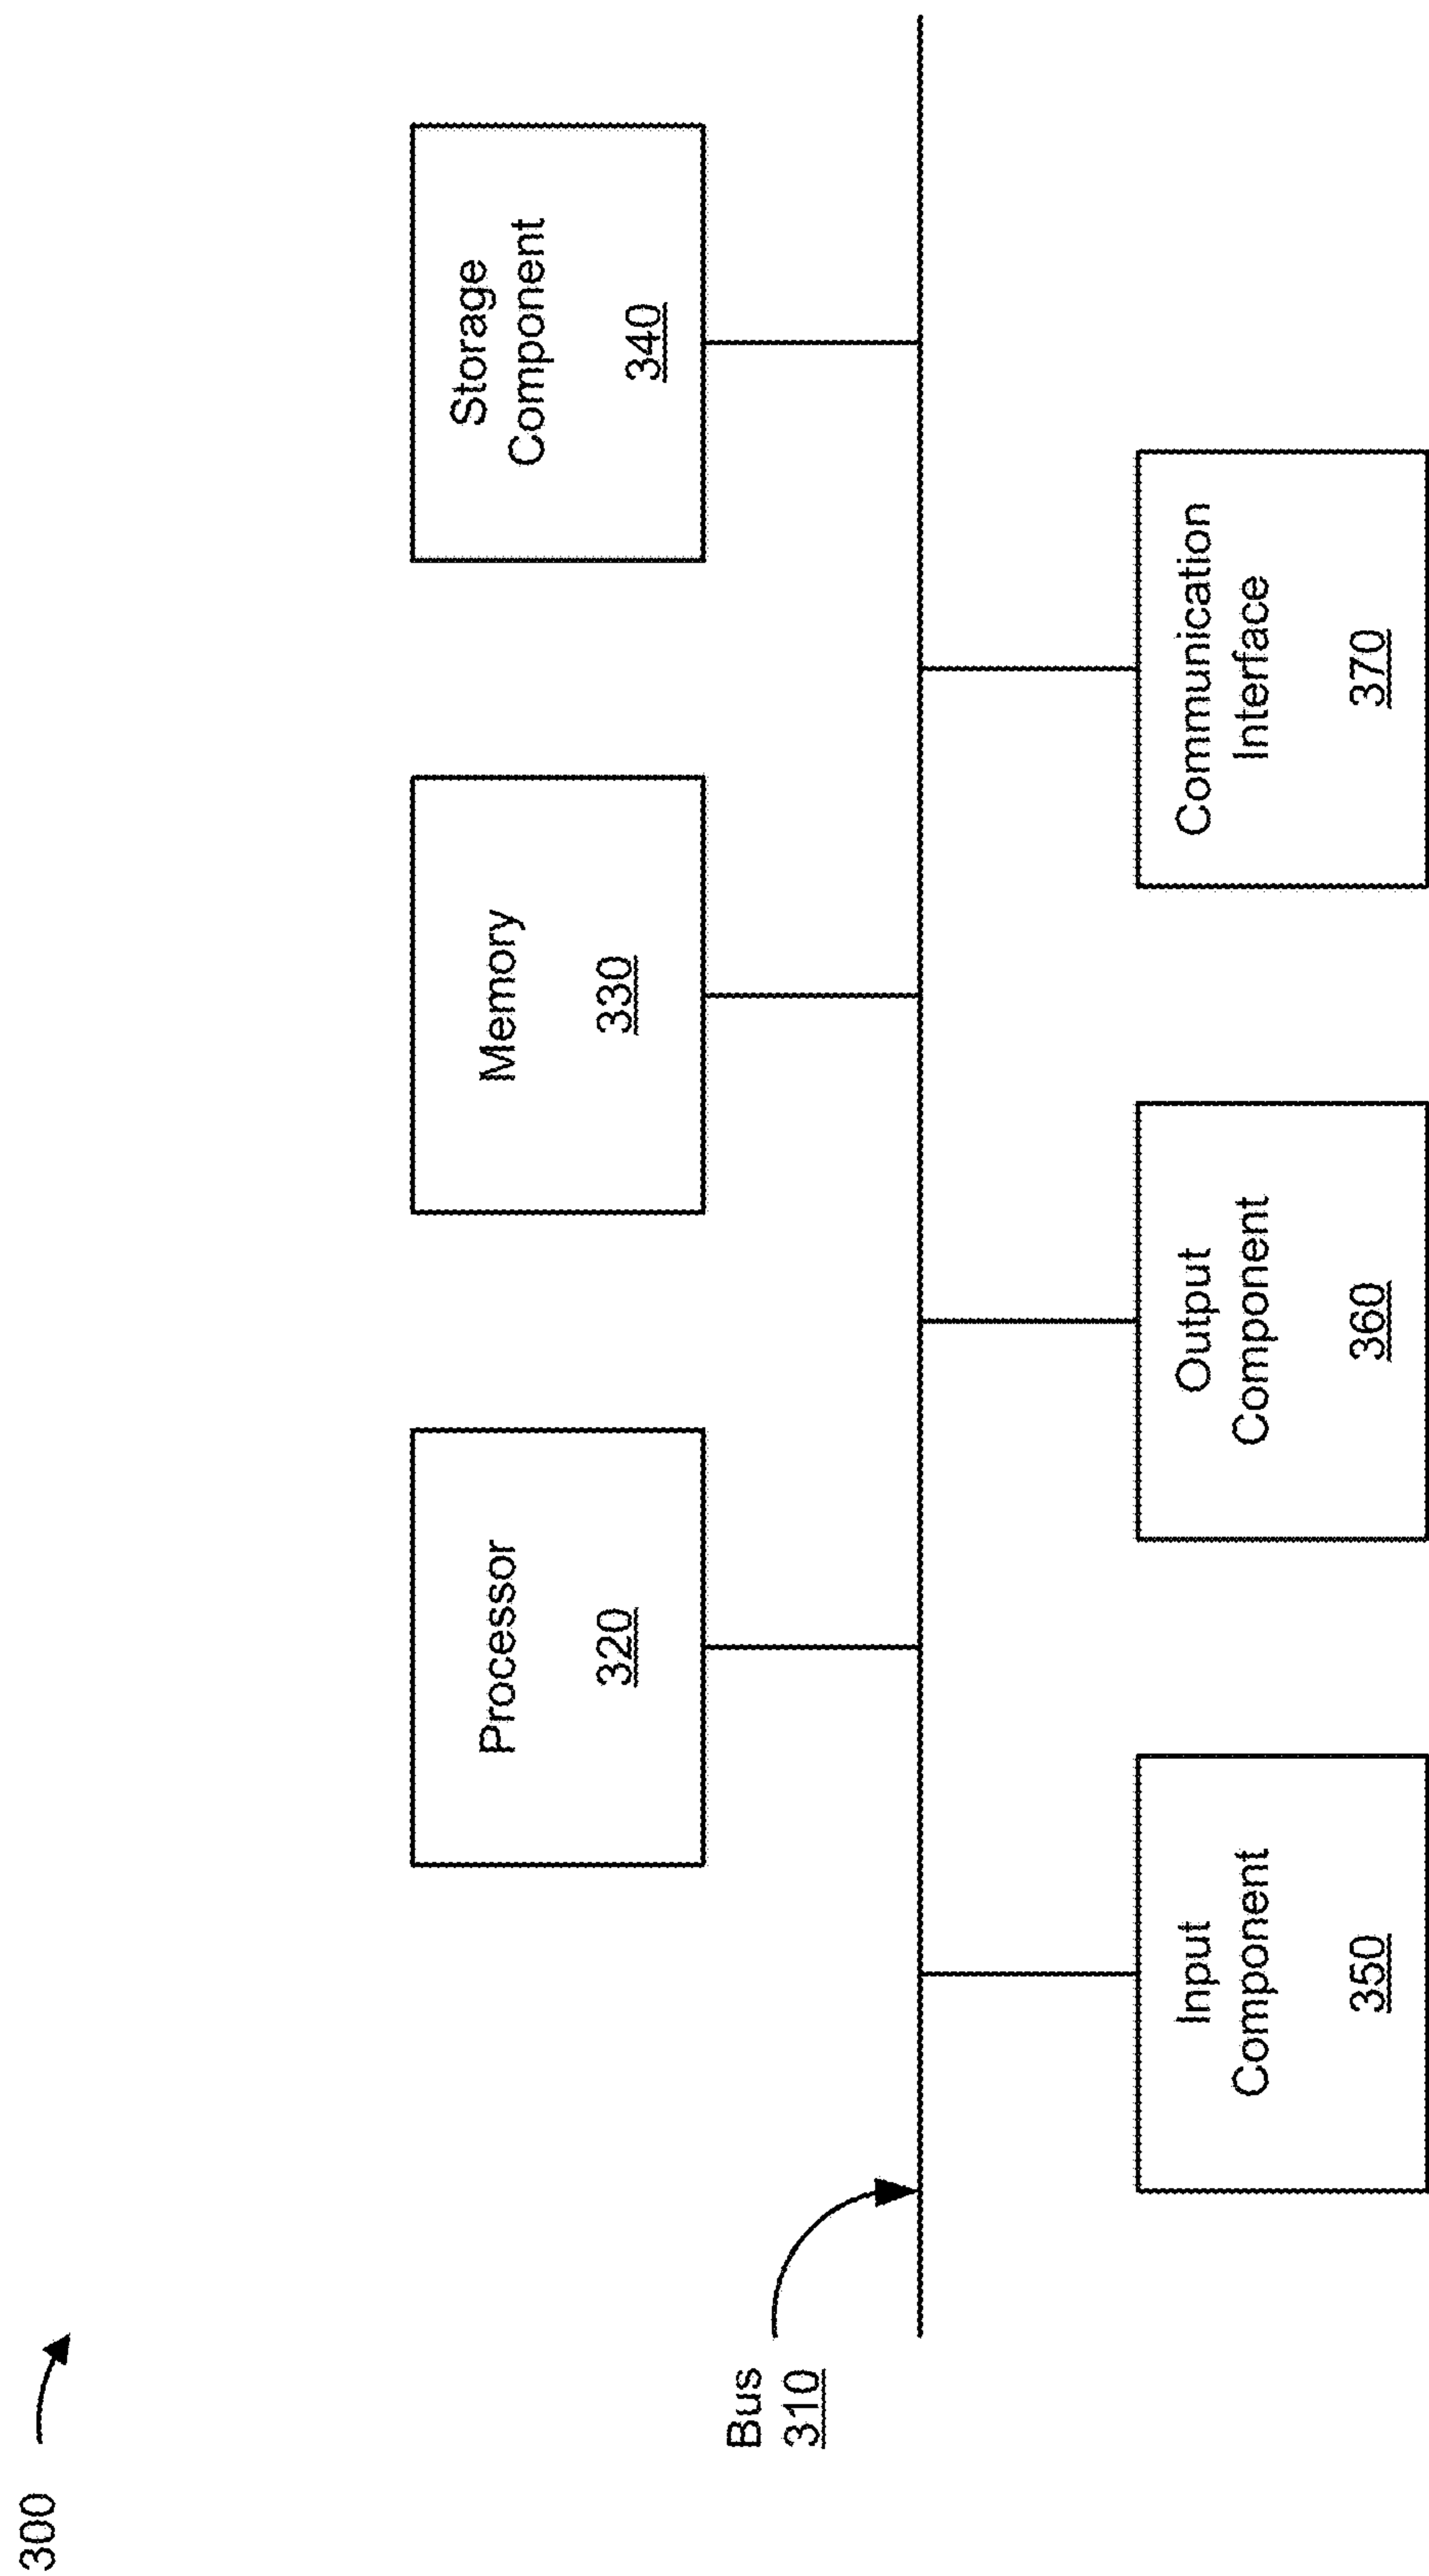 300
Processor
320
Memory
330
Storage
Component
340
Bus
310
Input
Component
350
Output
Component
360
Communication
Interface
370